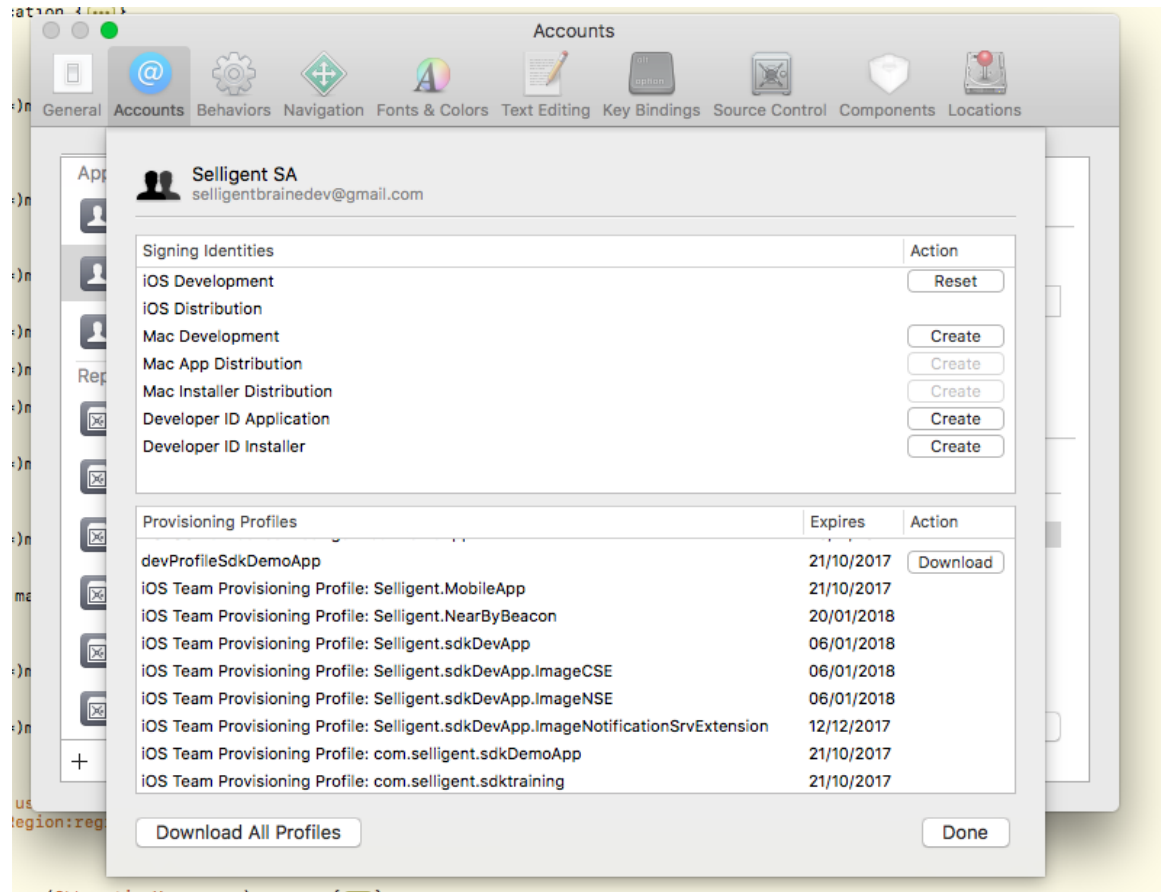 Accounts
General Accounts Behaviors Navigation Fonts & Colors Text Editing Key Bindings Source Control Components Locations
Selligent SA
selligentbrainedev@gmail.com
Signing Identities Action
iOS Development Reset
iOS Distribution
Mac Development Create
Mac App Distribution Create
Mac Installer Distribution Create
Developer ID Application Create
Developer ID Installer Create
Provisioning Profiles Expires Action
devProfileSdkDemoApp 21/10/2017 Download
iOS Team Provisioning Profile: Selligent.MobileApp 21/10/2017
iOS Team Provisioning Profile: Selligent.NearByBeacon 20/01/2018
iOS Team Provisioning Profile: Selligent.sdkDevApp 06/01/2018
iOS Team Provisioning Profile: Selligent.sdkDevApp.ImageCSE 06/01/2018
iOS Team Provisioning Profile: Selligent.sdkDevApp.ImageNSE 06/01/2018
iOS Team Provisioning Profile: Selligent.sdkDevApp.ImageNotificationSrvExtension 12/12/2017
iOS Team Provisioning Profile: com.selligent.sdkDemoApp 21/10/2017
iOS Team Provisioning Profile: com.selligent.sdktraining 21/10/2017
Download All Profiles Done